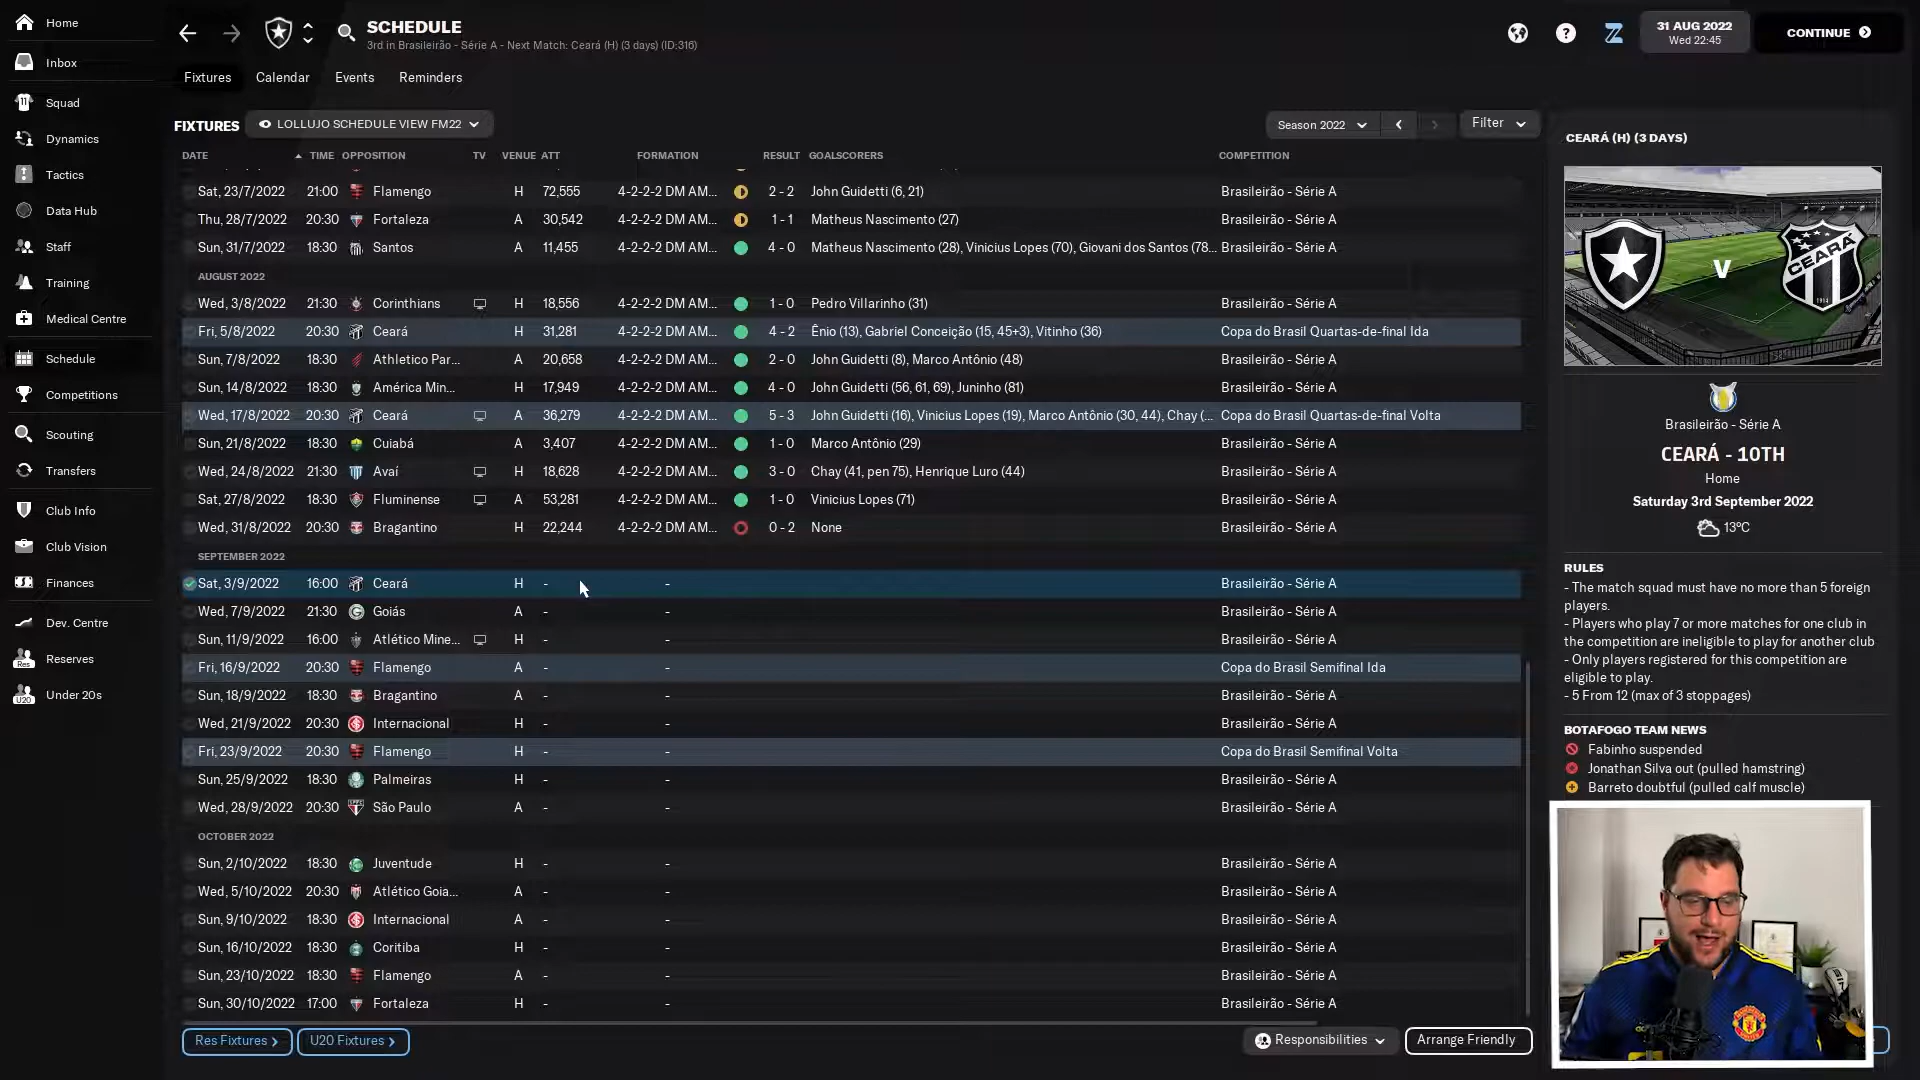 Home
Inbox
Squad
Dynamics
Tactics
Data Hub
Staff
Training
Medical Centre
Schedule
Competitions
Scouting
Transfers
Club Info
Club Vision
Finances
Dev. Centre
Reserves
Under 20s
SCHEDULE
3rd in Brasileirão - Série A - Next Match: Ceará (H) (3 days) (ID:316)
31 AUG 2022
Wed 22:45
CONTINUE
Fixtures Calendar Events Reminders
FIXTURES LOLLUJO SCHEDULE VIEW FM22 Season 2022 Filter
DATE TIME OPPOSITION TV VENUE ATT FORMATION RESULT GOALSCORERS COMPETITION
Sat, 23/7/2022 21:00 Flamengo H 72,555 4-2-2-2 DM AM... 2 - 2 John Guidetti (6, 21) Brasileirão - Série A
Thu, 28/7/2022 20:30 Fortaleza A 30,542 4-2-2-2 DM AM... 1 - 1 Matheus Nascimento (27) Brasileirão - Série A
Sun, 31/7/2022 18:30 Santos A 11,455 4-2-2-2 DM AM... 4 - 0 Matheus Nascimento (28), Vinicius Lopes (70), Giovani dos Santos (78... Brasileirão - Série A
AUGUST 2022
Wed, 3/8/2022 21:30 Corinthians H 18,556 4-2-2-2 DM AM... 1 - 0 Pedro Villarinho (31) Brasileirão - Série A
Fri, 5/8/2022 20:30 Ceará H 31,281 4-2-2-2 DM AM... 4 - 2 Ênio (13), Gabriel Conceição (15, 45+3), Vitinho (36) Copa do Brasil Quartas-de-final Ida
Sun, 7/8/2022 18:30 Athletico Par... A 20,658 4-2-2-2 DM AM... 2 - 0 John Guidetti (8), Marco Antônio (48) Brasileirão - Série A
Sun, 14/8/2022 18:30 América Min... H 17,949 4-2-2-2 DM AM... 4 - 0 John Guidetti (56, 61, 69), Juninho (81) Brasileirão - Série A
Wed, 17/8/2022 20:30 Ceará A 36,279 4-2-2-2 DM AM... 5 - 3 John Guidetti (16), Vinicius Lopes (19), Marco Antônio (30, 44), Chay (... Copa do Brasil Quartas-de-final Volta
Sun, 21/8/2022 18:30 Cuiabá A 3,407 4-2-2-2 DM AM... 1 - 0 Marco Antônio (29) Brasileirão - Série A
Wed, 24/8/2022 21:30 Avaí H 18,628 4-2-2-2 DM AM... 3 - 0 Chay (41, pen 75), Henrique Luro (44) Brasileirão - Série A
Sat, 27/8/2022 18:30 Fluminense A 53,281 4-2-2-2 DM AM... 1 - 0 Vinicius Lopes (71) Brasileirão - Série A
Wed, 31/8/2022 20:30 Bragantino H 22,244 4-2-2-2 DM AM... 0 - 2 None Brasileirão - Série A
SEPTEMBER 2022
Sat, 3/9/2022 16:00 Ceará H - - Brasileirão - Série A
Wed, 7/9/2022 21:30 Goiás A - - Brasileirão - Série A
Sun, 11/9/2022 16:00 Atlético Mine... H - - Brasileirão - Série A
Fri, 16/9/2022 20:30 Flamengo A - - Copa do Brasil Semifinal Ida
Sun, 18/9/2022 18:30 Bragantino A - - Brasileirão - Série A
Wed, 21/9/2022 20:30 Internacional H - - Brasileirão - Série A
Fri, 23/9/2022 20:30 Flamengo H - - Copa do Brasil Semifinal Volta
Sun, 25/9/2022 18:30 Palmeiras H - - Brasileirão - Série A
Wed, 28/9/2022 20:30 São Paulo A - - Brasileirão - Série A
OCTOBER 2022
Sun, 2/10/2022 18:30 Juventude H - - Brasileirão - Série A
Wed, 5/10/2022 20:30 Atlético Goia... A - - Brasileirão - Série A
Sun, 9/10/2022 18:30 Internacional A - - Brasileirão - Série A
Sun, 16/10/2022 18:30 Coritiba H - - Brasileirão - Série A
Sun, 23/10/2022 18:30 Flamengo A - - Brasileirão - Série A
Sun, 30/10/2022 17:00 Fortaleza H - - Brasileirão - Série A
Res Fixtures U20 Fixtures Responsibilities Arrange Friendly
CEARÁ (H) (3 DAYS)
V
CEARÁ
1914
Brasileirão - Série A
CEARÁ - 10TH
Home
Saturday 3rd September 2022
13ºC
RULES
- The match squad must have no more than 5 foreign
players.
- Players who play 7 or more matches for one club in
the competition are ineligible to play for another club
- Only players registered for this competition are
eligible to play.
- 5 From 12 (max of 3 stoppages)
BOTAFOGO TEAM NEWS
Fabinho suspended
Jonathan Silva out (pulled hamstring)
Barreto doubtful (pulled calf muscle)